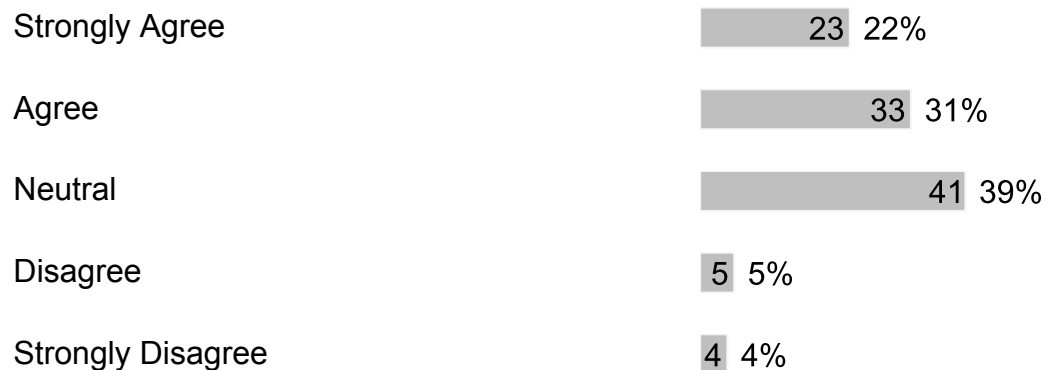 Strongly Agree 23 22%
Agree 33 31%
Neutral 41 39%
Disagree 5 5%
Strongly Disagree 4 4%